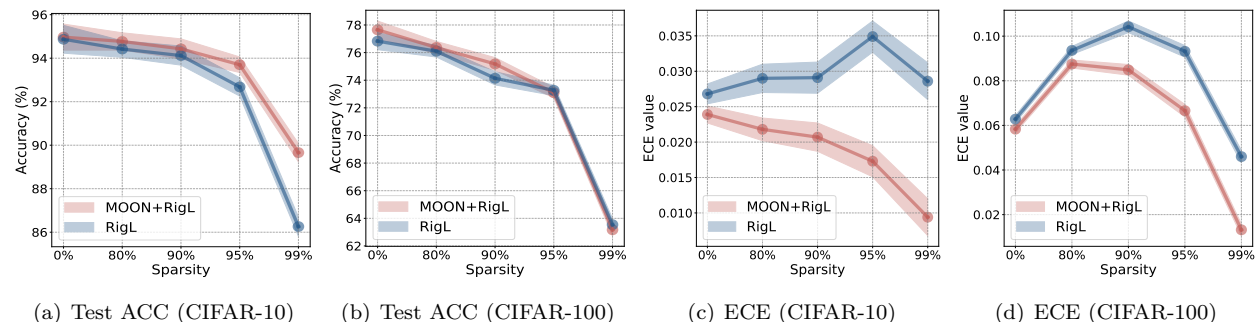 Accuracy (%)
96
94
92
90
88
86
MOON+RigL
RigL
0%
80%
90%
95%
99%
Sparsity
(a) Test ACC (CIFAR-10)
Accuracy (%)
78
76
74
72
70
68
66
64
62
MOON+RigL
RigL
0%
80%
90%
95%
99%
Sparsity
(b) Test ACC (CIFAR-100)
ECE value
0.035
0.030
0.025
0.020
0.015
0.010
MOON+RigL
RigL
0%
80%
90%
95%
99%
Sparsity
(c) ECE (CIFAR-10)
ECE value
0.10
0.08
0.06
0.04
0.02
MOON+RigL
RigL
0%
80%
90%
95%
99%
Sparsity
(d) ECE (CIFAR-100)